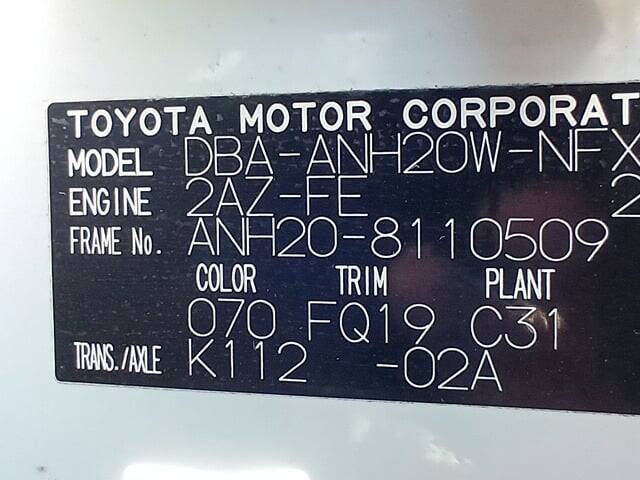 TOYOTA MOTOR CORPORAT
MODEL DBA-ANH20W-NFX
ENGINE 2AZ-FE 2
FRAME No. ANH20-8110509
COLOR TRIM PLANT
070 FQ19 C31
TRANS./AXLE K112 -02A